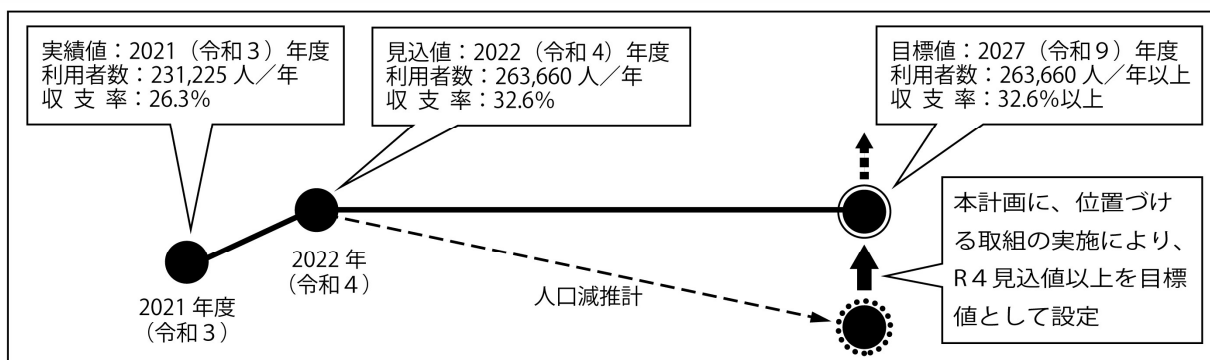 実績値：2021（令和３）年度
利用者数：231,225 人／年
収 支 率：26.3%
見込値：2022（令和４）年度
利用者数：263,660 人／年
収 支 率：32.6%
目標値：2027（令和９）年度
利用者数：263,660 人／年以上
収 支 率：32.6%以上
2021 年度
（令和３）
2022 年
（令和４）
人口減推計
本計画に、位置づけ
る取組の実施により、
R４見込値以上を目標
値として設定